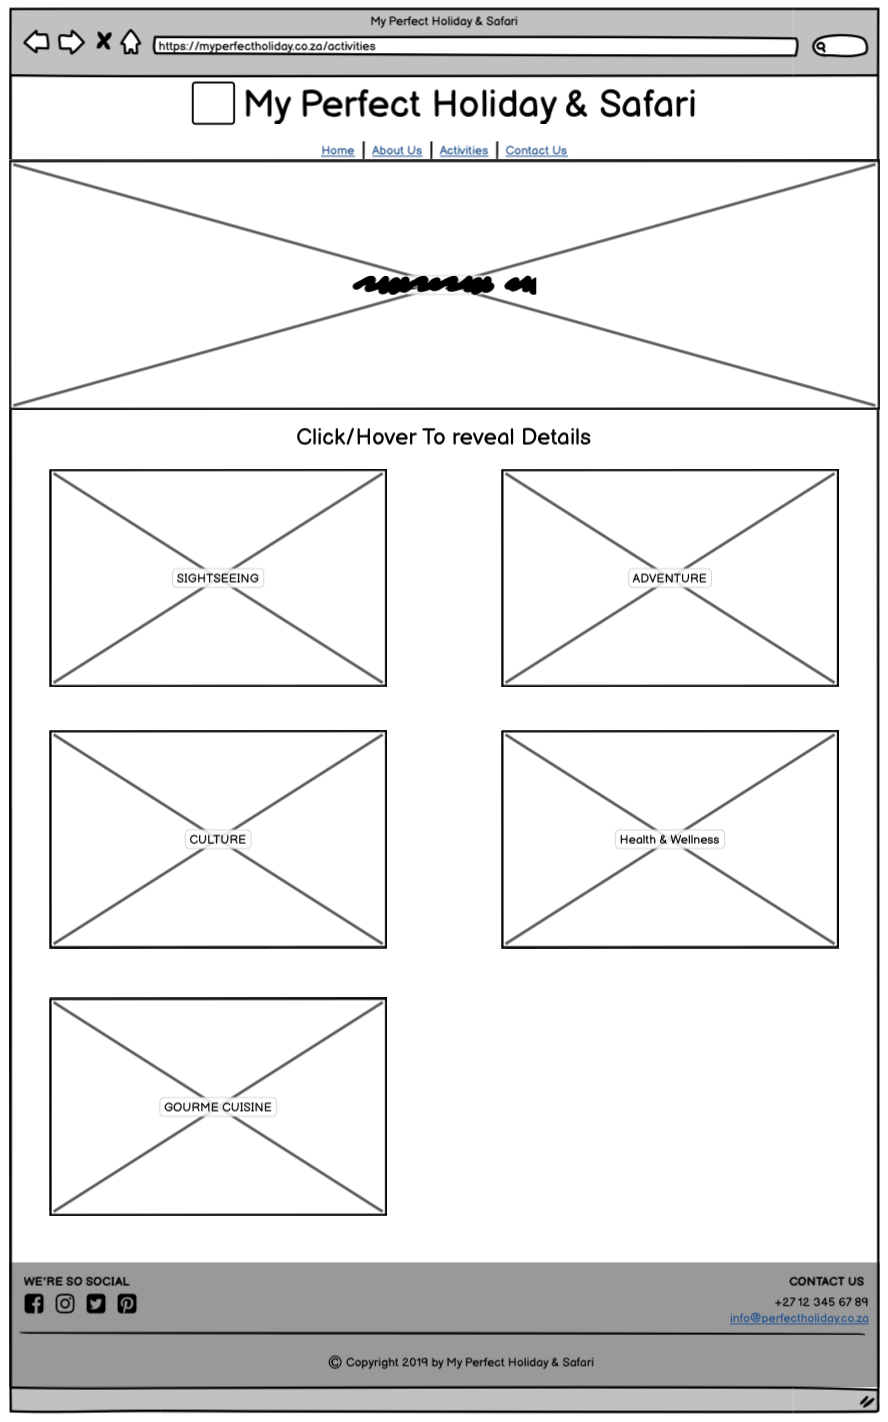 My Perfect Holiday & Safari
https://myperfectholiday.co.za/activities
My Perfect Holiday & Safari
Home | About Us | Activities | Contact Us
Click/Hover To reveal Details
SIGHTSEEING
ADVENTURE
CULTURE
Health & Wellness
GOURME CUISINE
WE'RE SO SOCIAL
CONTACT US
+27 12 345 67 89
info@perfectholiday.co.za
© Copyright 2019 by My Perfect Holiday & Safari